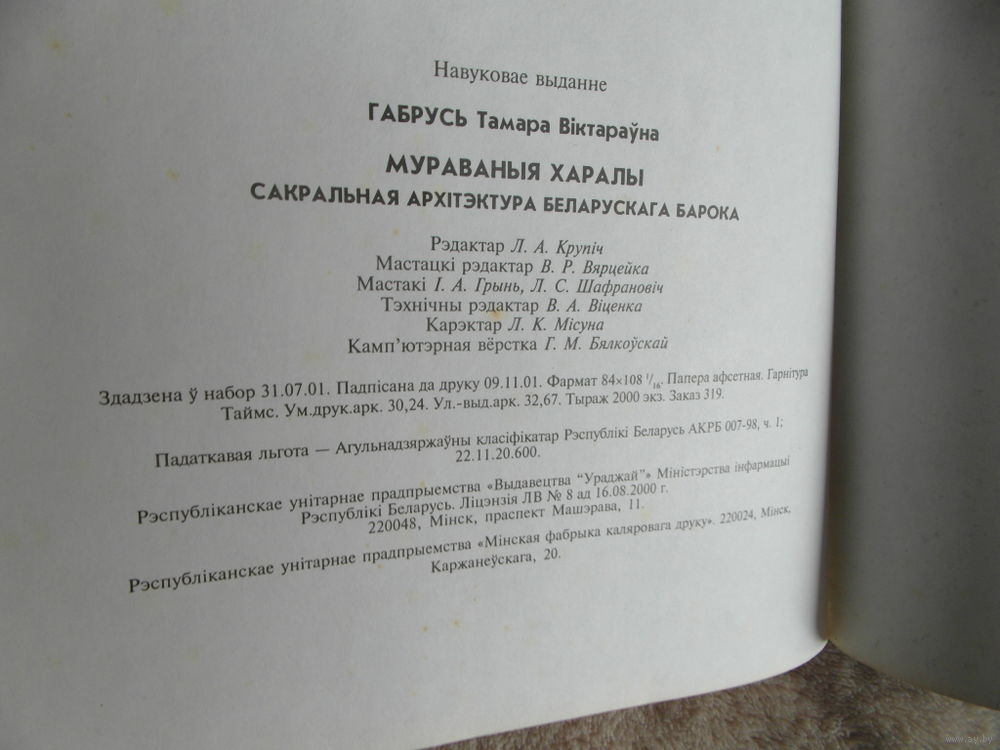 Навуковае выданне
ГАБРУСЬ Тамара Віктараўна
МУРАВАНЫЯ ХАРАЛЫ
САКРАЛЬНАЯ АРХІТЭКТУРА БЕЛАРУСКАГА БАРОКА
Рэдактар Л. А. Крупіч
Мастацкі рэдактар В. Р. Вярцейка
Мастакі І. А. Грынь, Л. С. Шафрановіч
Тэхнічны рэдактар В. А. Віценка
Карэктар Л. К. Місуна
Камп'ютэрная вёрстка Г. М. Бялкоўскай
Здадзена ў набор 31.07.01. Падпісана да друку 09.11.01. Фармат 84×108 1/16. Папера афсетная. Гарнітура
Таймс. Ум.друк.арк. 30,24. Ул.-выд.арк. 32,67. Тыраж 2000 экз. Заказ 319.
Падаткавая льгота — Агульнадзяржаўны класіфікатар Рэспублікі Беларусь АКРБ 007-98, ч. 1;
22.11.20.600.
Рэспубліканскае унітарнае прадпрыемства «Выдавецтва “Ураджай”» Міністэрства інфармацыі
Рэспублікі Беларусь. Ліцэнзія ЛВ № 8 ад 16.08.2000 г.
220048, Мінск, праспект Машэрава, 11.
Рэспубліканскае унітарнае прадпрыемства «Мінская фабрыка каляровага друку». 220024, Мінск,
Каржанеўскага, 20.
www.ay.by